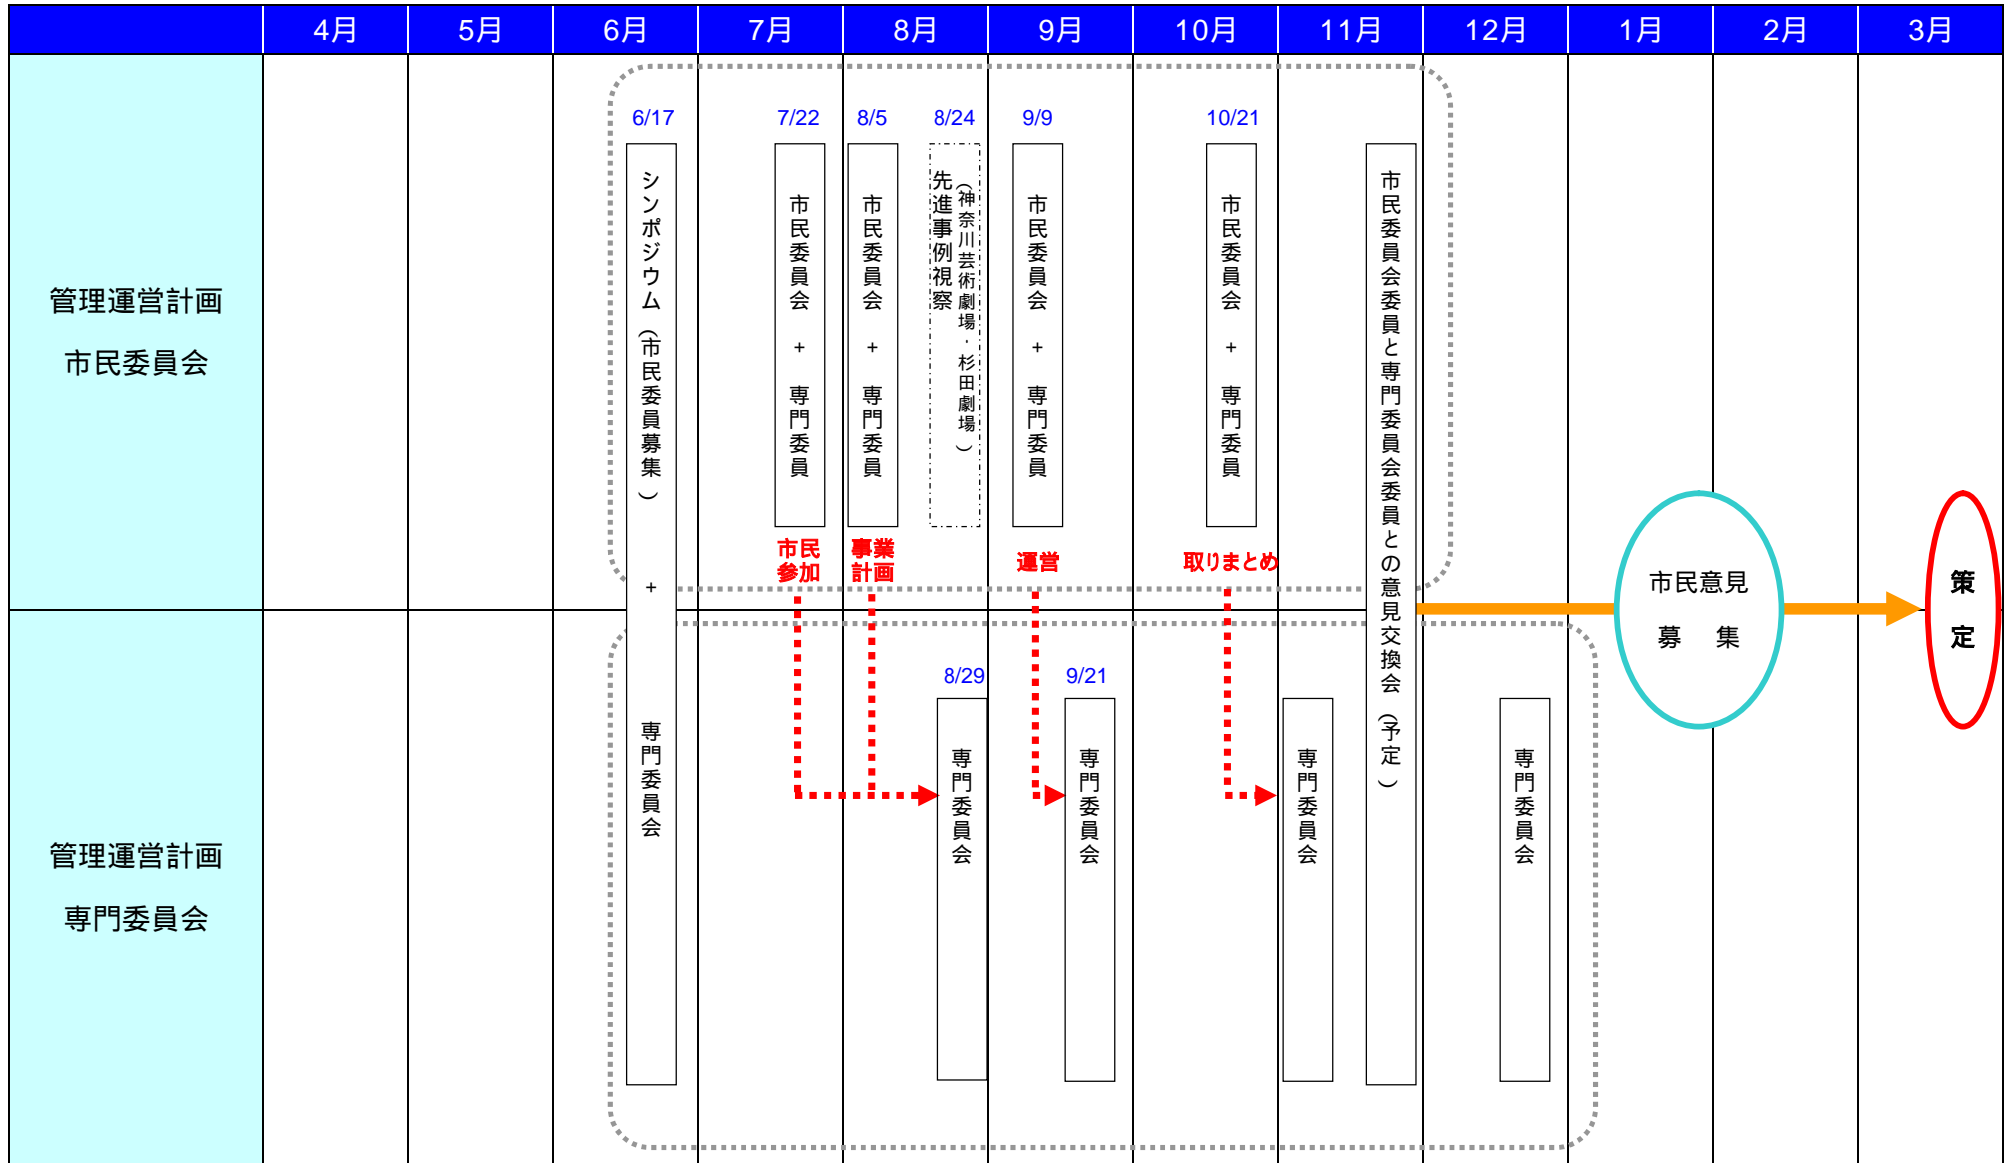 4月
5月
6月
7月
8月
9月
10月
11月
12月
1月
2月
3月
管理運営計画
市民委員会
6/17
7/22
8/5
8/24
9/9
10/21
シンポジウム（市民委員募集） + 専門委員会
市民委員会 + 専門委員
市民委員会 + 専門委員
先進事例視察
（神奈川芸術劇場・杉田劇場）
市民委員会 + 専門委員
市民委員会 + 専門委員
市民委員会委員と専門委員会委員との意見交換会（予定）
市民
参加
事業
計画
運営
取りまとめ
市民意見
募 集
策
定
管理運営計画
専門委員会
8/29
9/21
専門委員会
専門委員会
専門委員会
専門委員会